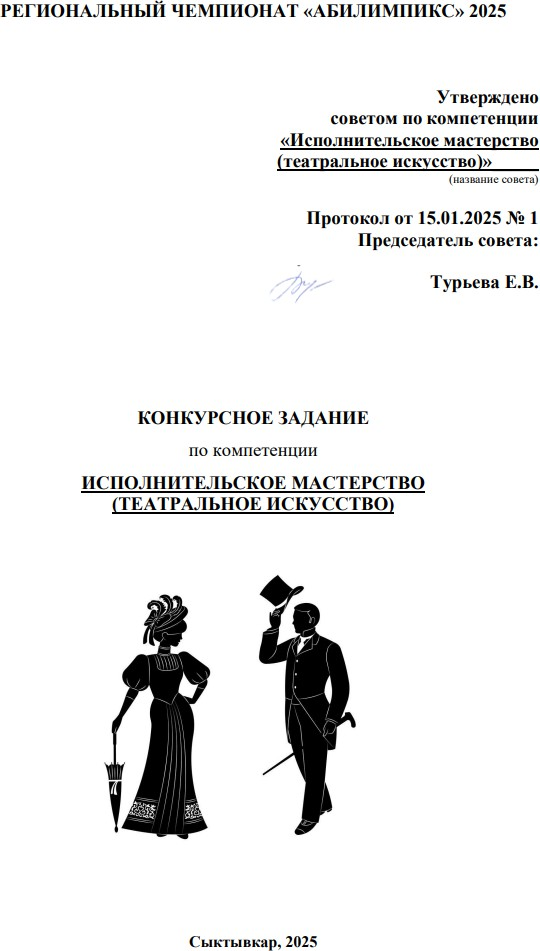 РЕГИОНАЛЬНЫЙ ЧЕМПИОНАТ «АБИЛИМПИКС» 2025
Утверждено
советом по компетенции
«Исполнительское мастерство
(театральное искусство)»
(название совета)
Протокол от 15.01.2025 № 1
Председатель совета:
Турьева Е.В.
КОНКУРСНОЕ ЗАДАНИЕ
по компетенции
ИСПОЛНИТЕЛЬСКОЕ МАСТЕРСТВО
(ТЕАТРАЛЬНОЕ ИСКУССТВО)
Сыктывкар, 2025